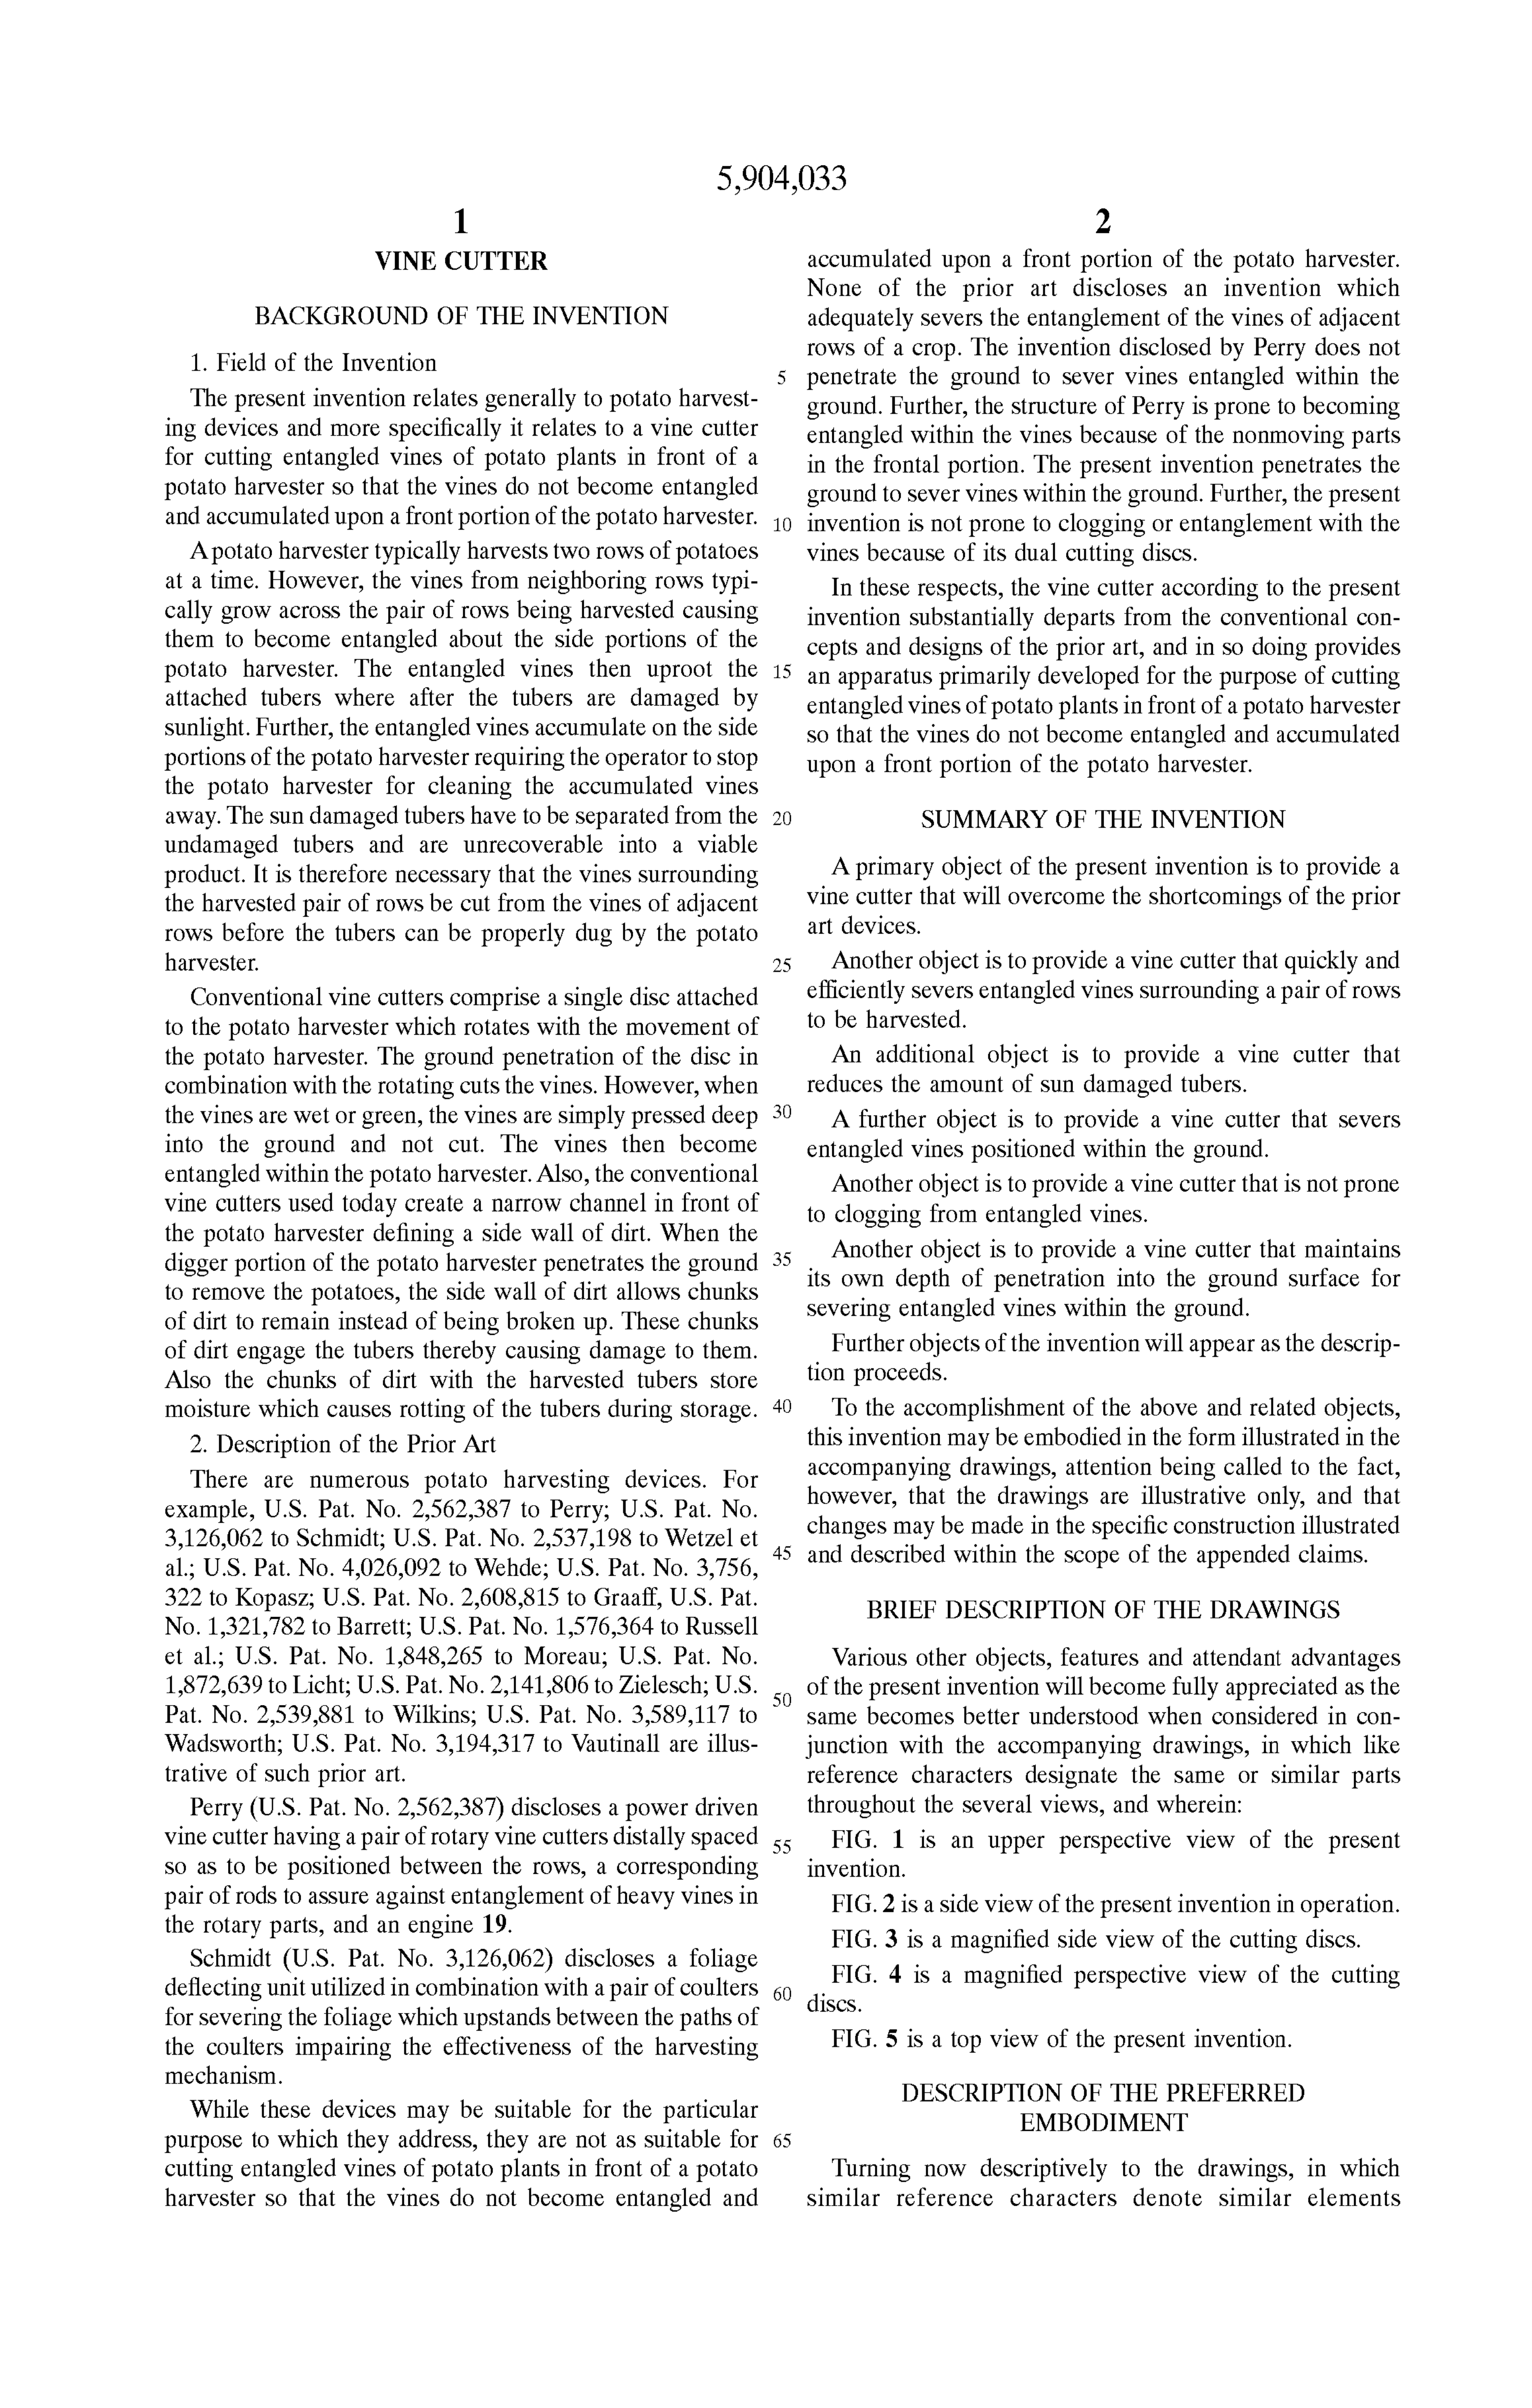 5,904,033
1
VINE CUTTER
BACKGROUND OF THE INVENTION
1. Field of the Invention
The present invention relates generally to potato harvest-
ing devices and more specifically it relates to a vine cutter
for cutting entangled vines of potato plants in front of a
potato harvester so that the vines do not become entangled
and accumulated upon a front portion of the potato harvester.
A potato harvester typically harvests two rows of potatoes
at a time. However, the vines from neighboring rows typi-
cally grow across the pair of rows being harvested causing
them to become entangled about the side portions of the
potato harvester. The entangled vines then uproot the
attached tubers where after the tubers are damaged by
sunlight. Further, the entangled vines accumulate on the side
portions of the potato harvester requiring the operator to stop
the potato harvester for cleaning the accumulated vines
away. The sun damaged tubers have to be separated from the
undamaged tubers and are unrecoverable into a viable
product. It is therefore necessary that the vines surrounding
the harvested pair of rows be cut from the vines of adjacent
rows before the tubers can be properly dug by the potato
harvester.
Conventional vine cutters comprise a single disc attached
to the potato harvester which rotates with the movement of
the potato harvester. The ground penetration of the disc in
combination with the rotating cuts the vines. However, when
the vines are wet or green, the vines are simply pressed deep
into the ground and not cut. The vines then become
entangled within the potato harvester. Also, the conventional
vine cutters used today create a narrow channel in front of
the potato harvester defining a side wall of dirt. When the
digger portion of the potato harvester penetrates the ground
to remove the potatoes, the side wall of dirt allows chunks
of dirt to remain instead of being broken up. These chunks
of dirt engage the tubers thereby causing damage to them.
Also the chunks of dirt with the harvested tubers store
moisture which causes rotting of the tubers during storage.
2. Description of the Prior Art
There are numerous potato harvesting devices. For
example, U.S. Pat. No. 2,562,387 to Perry; U.S. Pat. No.
3,126,062 to Schmidt; U.S. Pat. No. 2,537,198 to Wetzel et
al.; U.S. Pat. No. 4,026,092 to Wehde; U.S. Pat. No. 3,756,
322 to Kopasz; U.S. Pat. No. 2,608,815 to Graaff, U.S. Pat.
No. 1,321,782 to Barrett; U.S. Pat. No. 1,576,364 to Russell
et al.; U.S. Pat. No. 1,848,265 to Moreau; U.S. Pat. No.
1,872,639 to Licht; U.S. Pat. No. 2,141,806 to Zielesch; U.S.
Pat. No. 2,539,881 to Wilkins; U.S. Pat. No. 3,589,117 to
Wadsworth; U.S. Pat. No. 3,194,317 to Vautinall are illus-
trative of such prior art.
Perry (U.S. Pat. No. 2,562,387) discloses a power driven
vine cutter having a pair of rotary vine cutters distally spaced
so as to be positioned between the rows, a corresponding
pair of rods to assure against entanglement of heavy vines in
the rotary parts, and an engine 19.
Schmidt (U.S. Pat. No. 3,126,062) discloses a foliage
deflecting unit utilized in combination with a pair of coulters
for severing the foliage which upstands between the paths of
the coulters impairing the effectiveness of the harvesting
mechanism.
While these devices may be suitable for the particular
purpose to which they address, they are not as suitable for
cutting entangled vines of potato plants in front of a potato
harvester so that the vines do not become entangled and
5
10
15
20
25
30
35
40
45
50
55
60
65
2
accumulated upon a front portion of the potato harvester.
None of the prior art discloses an invention which
adequately severs the entanglement of the vines of adjacent
rows of a crop. The invention disclosed by Perry does not
penetrate the ground to sever vines entangled within the
ground. Further, the structure of Perry is prone to becoming
entangled within the vines because of the nonmoving parts
in the frontal portion. The present invention penetrates the
ground to sever vines within the ground. Further, the present
invention is not prone to clogging or entanglement with the
vines because of its dual cutting discs.
In these respects, the vine cutter according to the present
invention substantially departs from the conventional con-
cepts and designs of the prior art, and in so doing provides
an apparatus primarily developed for the purpose of cutting
entangled vines of potato plants in front of a potato harvester
so that the vines do not become entangled and accumulated
upon a front portion of the potato harvester.
SUMMARY OF THE INVENTION
A primary object of the present invention is to provide a
vine cutter that will overcome the shortcomings of the prior
art devices.
Another object is to provide a vine cutter that quickly and
efficiently severs entangled vines surrounding a pair of rows
to be harvested.
An additional object is to provide a vine cutter that
reduces the amount of sun damaged tubers.
A further object is to provide a vine cutter that severs
entangled vines positioned within the ground.
Another object is to provide a vine cutter that is not prone
to clogging from entangled vines.
Another object is to provide a vine cutter that maintains
its own depth of penetration into the ground surface for
severing entangled vines within the ground.
Further objects of the invention will appear as the descrip-
tion proceeds.
To the accomplishment of the above and related objects,
this invention may be embodied in the form illustrated in the
accompanying drawings, attention being called to the fact,
however, that the drawings are illustrative only, and that
changes may be made in the specific construction illustrated
and described within the scope of the appended claims.
BRIEF DESCRIPTION OF THE DRAWINGS
Various other objects, features and attendant advantages
of the present invention will become fully appreciated as the
same becomes better understood when considered in con-
junction with the accompanying drawings, in which like
reference characters designate the same or similar parts
throughout the several views, and wherein:
FIG. 1 is an upper perspective view of the present
invention.
FIG. 2 is a side view of the present invention in operation.
FIG. 3 is a magnified side view of the cutting discs.
FIG. 4 is a magnified perspective view of the cutting
discs.
FIG. 5 is a top view of the present invention.
DESCRIPTION OF THE PREFERRED
EMBODIMENT
Turning now descriptively to the drawings, in which
similar reference characters denote similar elements